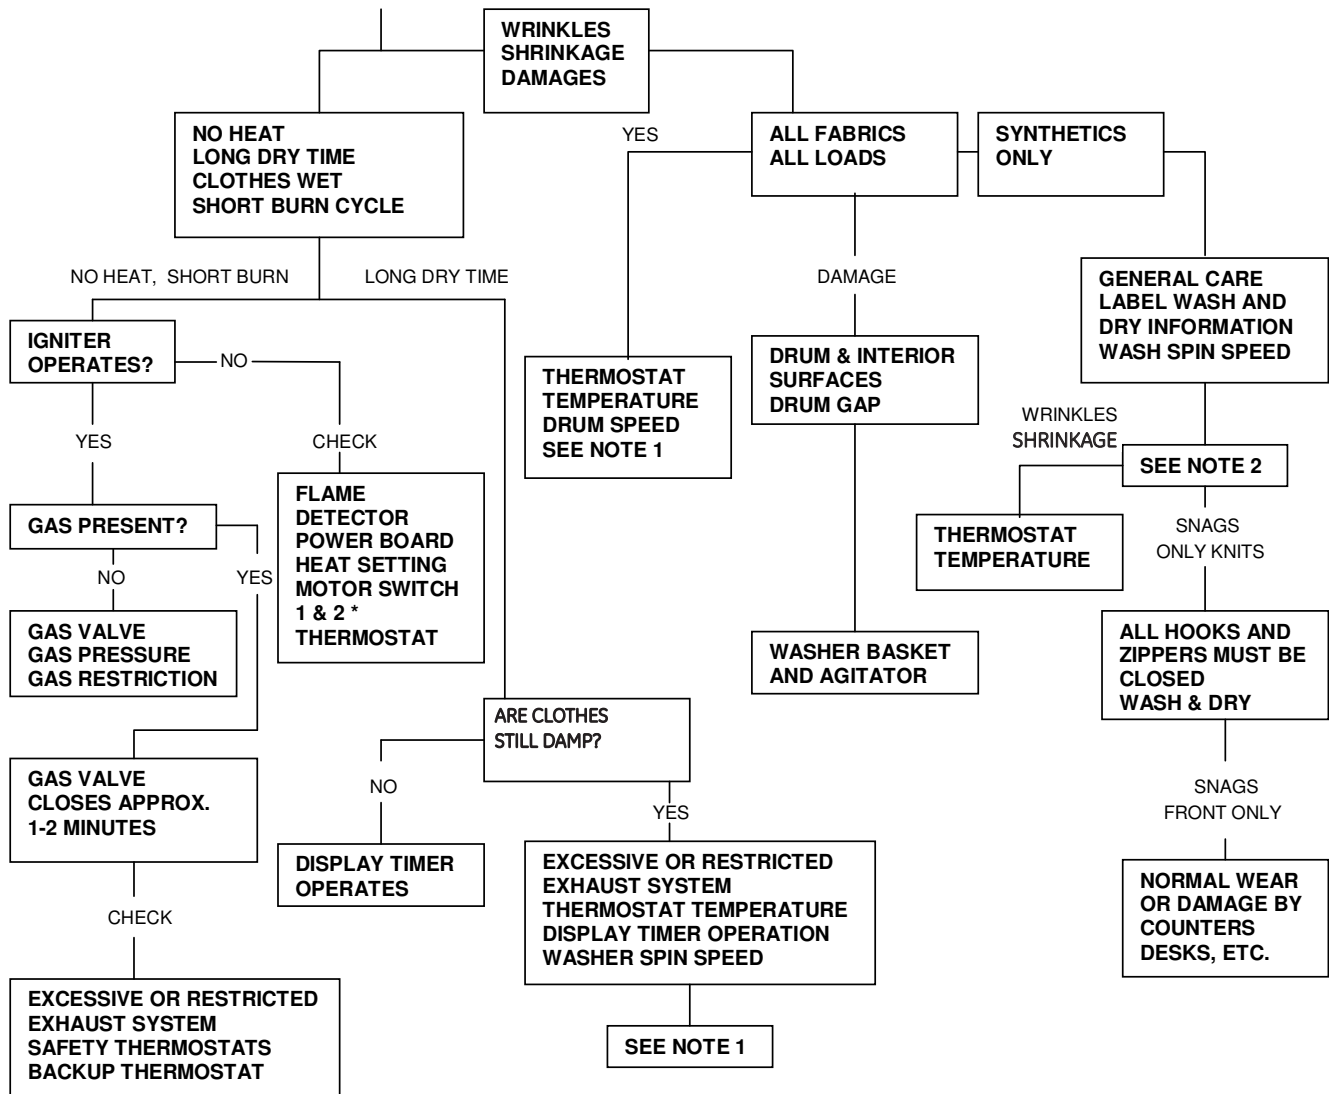 WRINKLES
SHRINKAGE
DAMAGES
NO HEAT
LONG DRY TIME
CLOTHES WET
SHORT BURN CYCLE
YES
ALL FABRICS
ALL LOADS
SYNTHETICS
ONLY
NO HEAT, SHORT BURN
LONG DRY TIME
DAMAGE
GENERAL CARE
LABEL WASH AND
DRY INFORMATION
WASH SPIN SPEED
IGNITER
OPERATES?
NO
THERMOSTAT
TEMPERATURE
DRUM SPEED
SEE NOTE 1
DRUM & INTERIOR
SURFACES
DRUM GAP
YES
CHECK
WRINKLES
SHRINKAGE
SEE NOTE 2
FLAME
DETECTOR
POWER BOARD
HEAT SETTING
MOTOR SWITCH
1 & 2 *
THERMOSTAT
GAS PRESENT?
THERMOSTAT
TEMPERATURE
SNAGS
ONLY KNITS
NO
YES
GAS VALVE
GAS PRESSURE
GAS RESTRICTION
WASHER BASKET
AND AGITATOR
ALL HOOKS AND
ZIPPERS MUST BE
CLOSED
WASH & DRY
ARE CLOTHES
STILL DAMP?
GAS VALVE
CLOSES APPROX.
1-2 MINUTES
NO
YES
SNAGS
FRONT ONLY
DISPLAY TIMER
OPERATES
EXCESSIVE OR RESTRICTED
EXHAUST SYSTEM
THERMOSTAT TEMPERATURE
DISPLAY TIMER OPERATION
WASHER SPIN SPEED
NORMAL WEAR
OR DAMAGE BY
COUNTERS
DESKS, ETC.
CHECK
EXCESSIVE OR RESTRICTED
EXHAUST SYSTEM
SAFETY THERMOSTATS
BACKUP THERMOSTAT
SEE NOTE 1